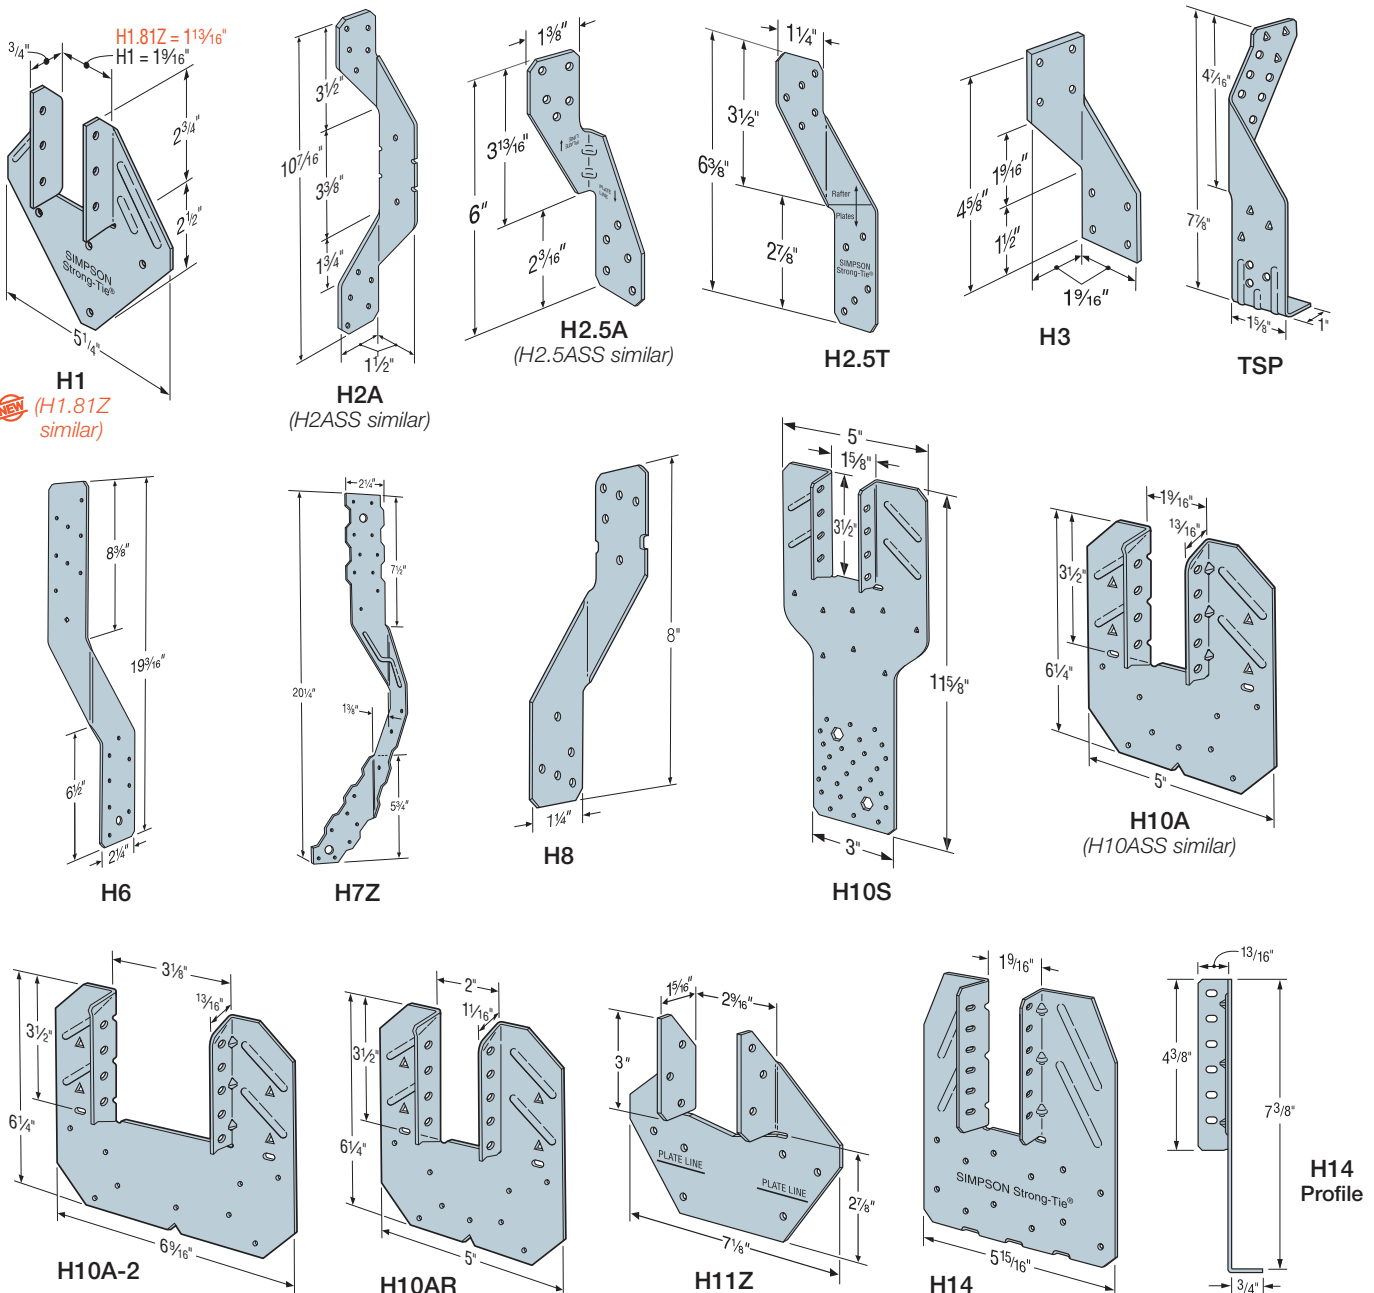 H1.81Z = 1 13/16"
H1 = 1 9/16"
3/4"
2 3/4"
2 1/2"
SIMPSON
Strong-Tie®
5 1/4"
H1
NEW (H1.81Z
similar)
3 1/2"
10 7/16"
3 3/8"
1 3/4"
1 1/2"
H2A
(H2ASS similar)
1 3/8"
3 13/16"
6"
2 3/16"
PLATE
LINE
Plate
Line
H2.5A
(H2.5ASS similar)
1 1/4"
3 1/2"
6 3/8"
2 7/8"
Rafter
Plates
SIMPSON
Strong-Tie®
H2.5T
1 9/16"
4 5/8"
1 1/2"
1 9/16"
H3
4 7/16"
7 7/8"
1 5/8"
1"
TSP
8 3/8"
19 3/16"
6 1/2"
2 1/4"
H6
2 1/4"
7 1/2"
20 1/4"
1 3/8"
5 3/4"
H7Z
8"
1 1/4"
H8
5"
1 5/8"
3 1/2"
11 5/8"
3"
H10S
1 9/16"
13/16"
3 1/2"
6 1/4"
5"
H10A
(H10ASS similar)
3 1/8"
13/16"
3 1/2"
6 1/4"
6 9/16"
H10A-2
2"
1 1/16"
3 1/2"
6 1/4"
5"
H10AR
1 5/16"
2 9/16"
3"
PLATE LINE
PLATE LINE
2 7/8"
7 1/8"
H11Z
1 9/16"
SIMPSON Strong-Tie®
5 15/16"
H14
13/16"
4 3/8"
7 3/8"
3/4"
H14
Profile